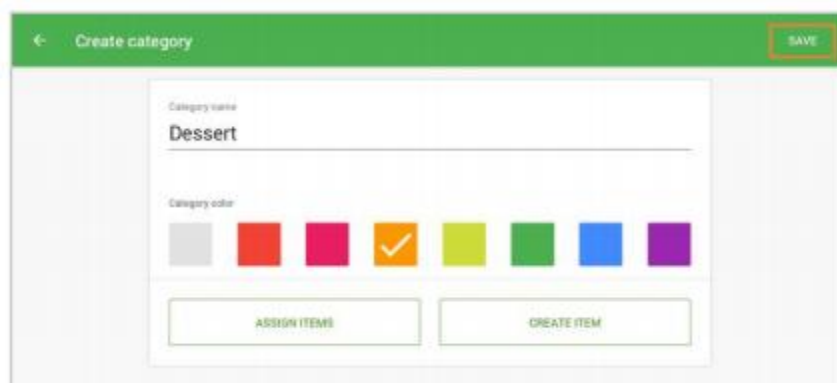 Create category
SAVE
Category name
Dessert
Category color
ASSIGN ITEMS
CREATE ITEM